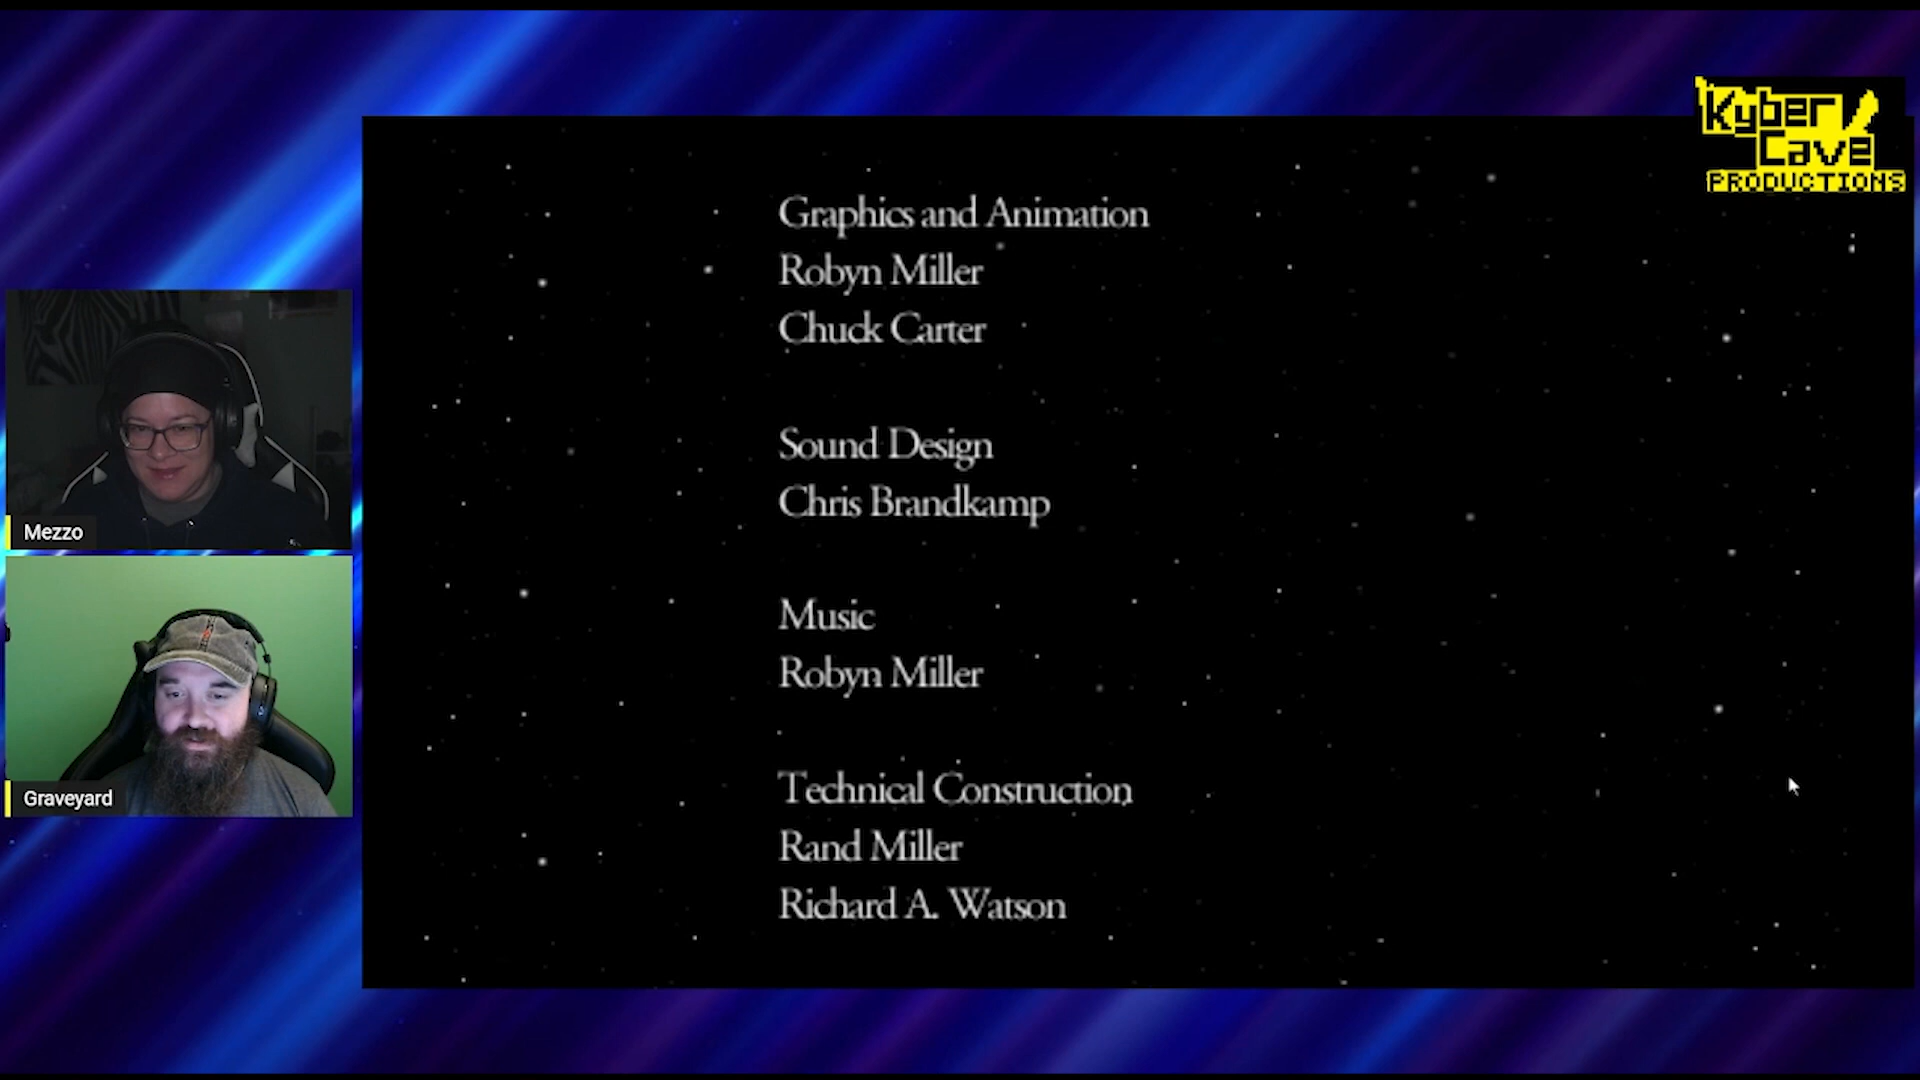 Kyber
Cave
PRODUCTIONS
Graphics and Animation
Robyn Miller
Chuck Carter
Sound Design
Chris Brandkamp
Music
Robyn Miller
Technical Construction
Rand Miller
Richard A. Watson
Mezzo
Graveyard